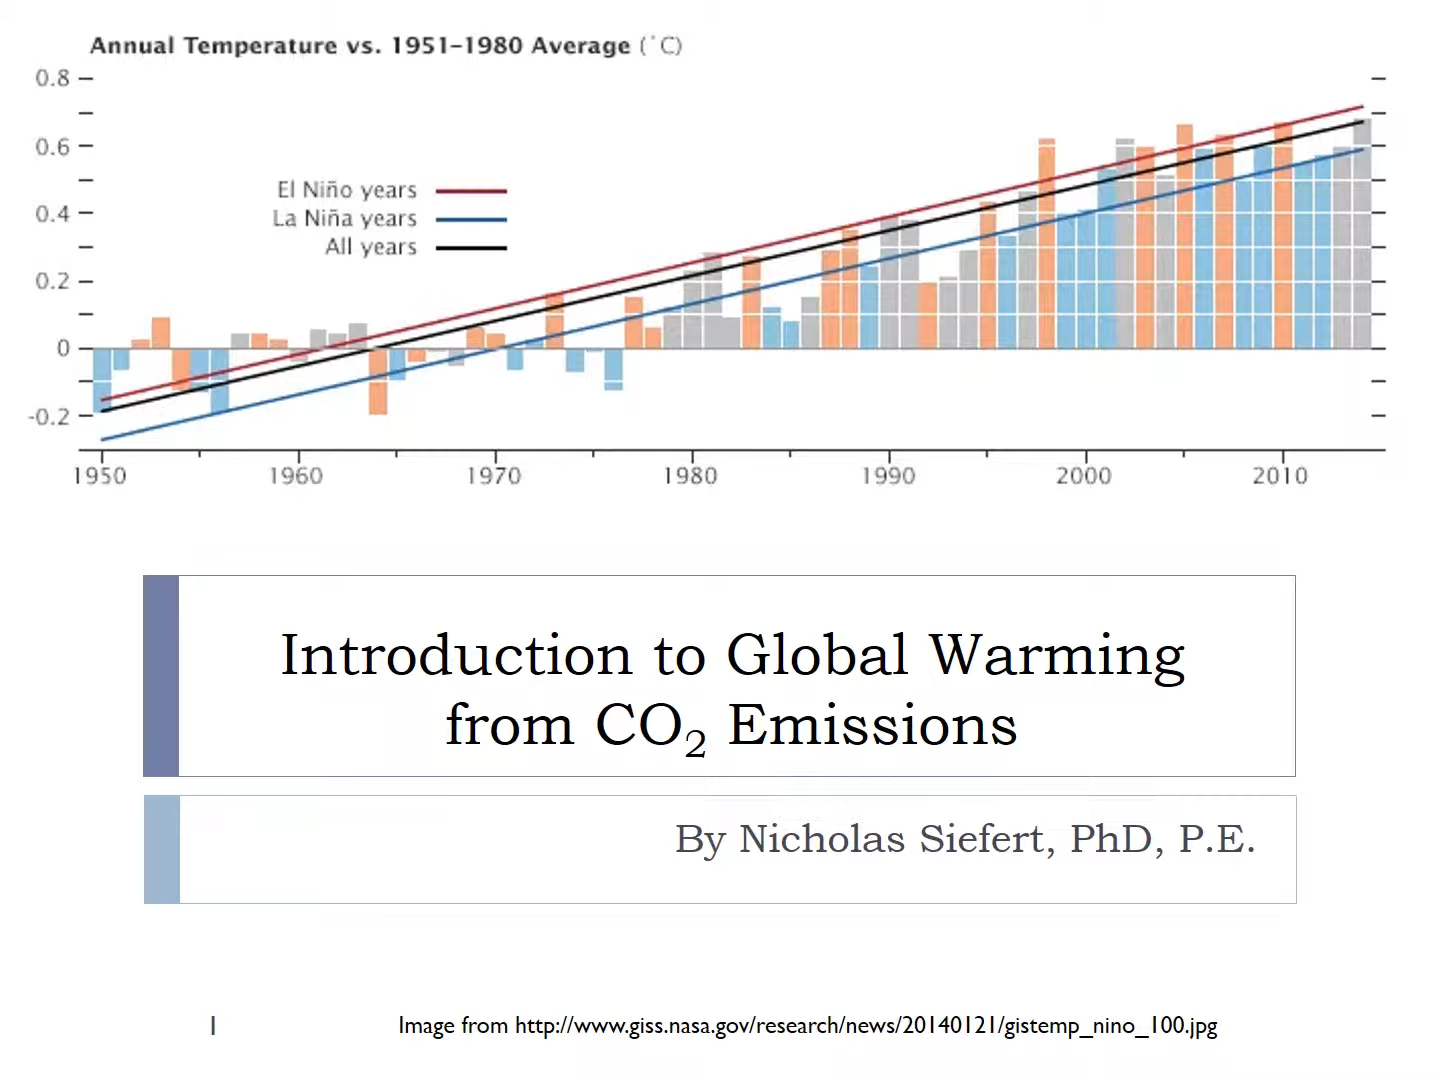 Annual Temperature vs. 1951–1980 Average (˚C)
0.8
0.6
0.4
0.2
0
-0.2
El Niño years
La Niña years
All years
1950 1960 1970 1980 1990 2000 2010
Introduction to Global Warming
from CO₂ Emissions
By Nicholas Siefert, PhD, P.E.
1
Image from http://www.giss.nasa.gov/research/news/20140121/gistemp_nino_100.jpg